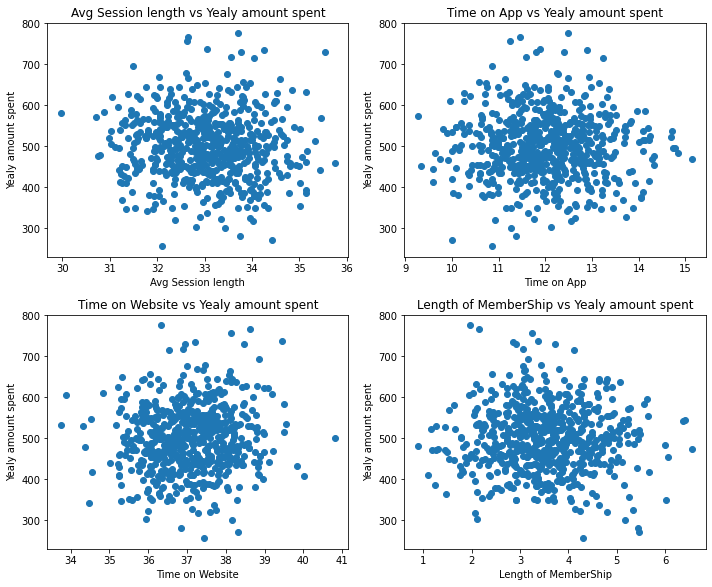 Avg Session length vs Yealy amount spent
Time on App vs Yealy amount spent
800
700
600
500
400
300
Yealy amount spent
30 31 32 33 34 35 36
Avg Session length
800
700
600
500
400
300
Yealy amount spent
9 10 11 12 13 14 15
Time on App
Time on Website vs Yealy amount spent
Length of MemberShip vs Yealy amount spent
800
700
600
500
400
300
Yealy amount spent
34 35 36 37 38 39 40 41
Time on Website
800
700
600
500
400
300
Yealy amount spent
1 2 3 4 5 6
Length of MemberShip